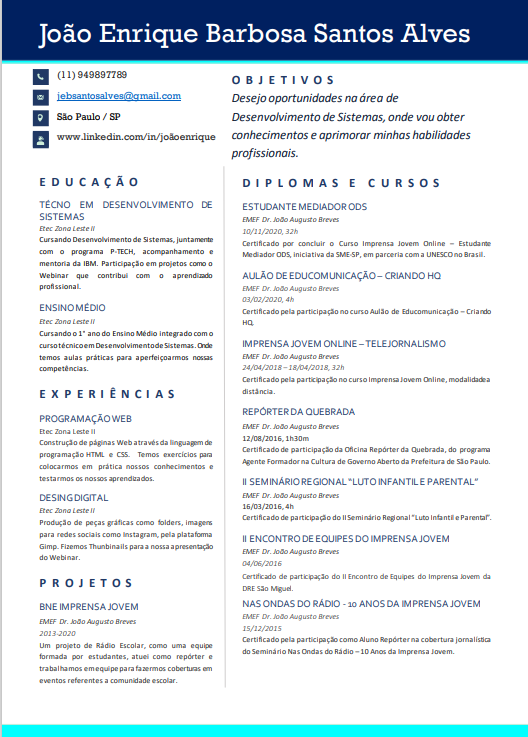 João Enrique Barbosa Santos Alves
(11) 949897789
jebsantosalves@gmail.com
São Paulo / SP
www.linkedin.com/in/joãoenrique
OBJETIVOS
Desejo oportunidades na área de
Desenvolvimento de Sistemas, onde vou obter
conhecimentos e aprimorar minhas habilidades
profissionais.
EDUCAÇÃO
TÉCNO EM DESENVOLVIMENTO DE
SISTEMAS
Etec Zona Leste II
Cursando Desenvolvimento de Sistemas, juntamente
com o programa P-TECH, acompanhamento e
mentoria da IBM. Participação em projetos como o
Webinar que contribui com o aprendizado
profissional.
ENSINO MÉDIO
Etec Zona Leste II
Cursando o 1° ano do Ensino Médio integrado com o
curso técnico em Desenvolvimento de Sistemas. Onde
temos aulas práticas para aperfeiçoarmos nossas
competências.
EXPERIÊNCIAS
PROGRAMAÇÃO WEB
Etec Zona Leste II
Construção de páginas Web através da linguagem de
programação HTML e CSS. Temos exercícios para
colocarmos em prática nossos conhecimentos e
testarmos os nossos aprendizados.
DESING DIGITAL
Etec Zona Leste II
Produção de peças gráficas como folders, imagens
para redes sociais como Instagram, pela plataforma
Gimp. Fizemos Thunbinails para a nossa apresentação
do Webinar.
PROJETOS
BNE IMPRENSA JOVEM
EMEF Dr. João Augusto Breves
2013-2020
Um projeto de Rádio Escolar, como uma equipe
formada por estudantes, atuei como repórter e
trabalhamos em equipe para fazermos coberturas em
eventos referentes a comunidade escolar.
DIPLOMAS E CURSOS
ESTUDANTE MEDIADOR ODS
EMEF Dr. João Augusto Breves
10/11/2020, 32h
Certificado por concluir o Curso Imprensa Jovem Online – Estudante
Mediador ODS, iniciativa da SME-SP, em parceria com a UNESCO no Brasil.
AULÃO DE EDUCOMUNICAÇÃO – CRIANDO HQ
EMEF Dr. João Augusto Breves
03/02/2020, 4h
Certificado pela participação no curso Aulão de Educomunicação – Criando
HQ.
IMPRENSA JOVEM ONLINE – TELEJORNALISMO
EMEF Dr. João Augusto Breves
24/04/2018 – 18/04/2018, 32h
Certificado pela participação no curso Imprensa Jovem Online, modalidade a
distância.
REPÓRTER DA QUEBRADA
EMEF Dr. João Augusto Breves
12/08/2016, 1h30m
Certificado de participação da Oficina Repórter da Quebrada, do programa
Agente Formador na Cultura de Governo Aberto da Prefeitura de São Paulo.
II SEMINÁRIO REGIONAL “LUTO INFANTIL E PARENTAL”
EMEF Dr. João Augusto Breves
16/03/2016, 4h
Certificado de participação do II Seminário Regional “Luto Infantil e Parental”.
II ENCONTRO DE EQUIPES DO IMPRENSA JOVEM
EMEF Dr. João Augusto Breves
04/06/2016
Certificado de participação do II Encontro de Equipes do Imprensa Jovem da
DRE São Miguel.
NAS ONDAS DO RÁDIO - 10 ANOS DA IMPRENSA JOVEM
EMEF Dr. João Augusto Breves
15/12/2015
Certificado pela participação como Aluno Repórter na cobertura jornalística
do Seminário Nas Ondas do Rádio – 10 Anos da Imprensa Jovem.